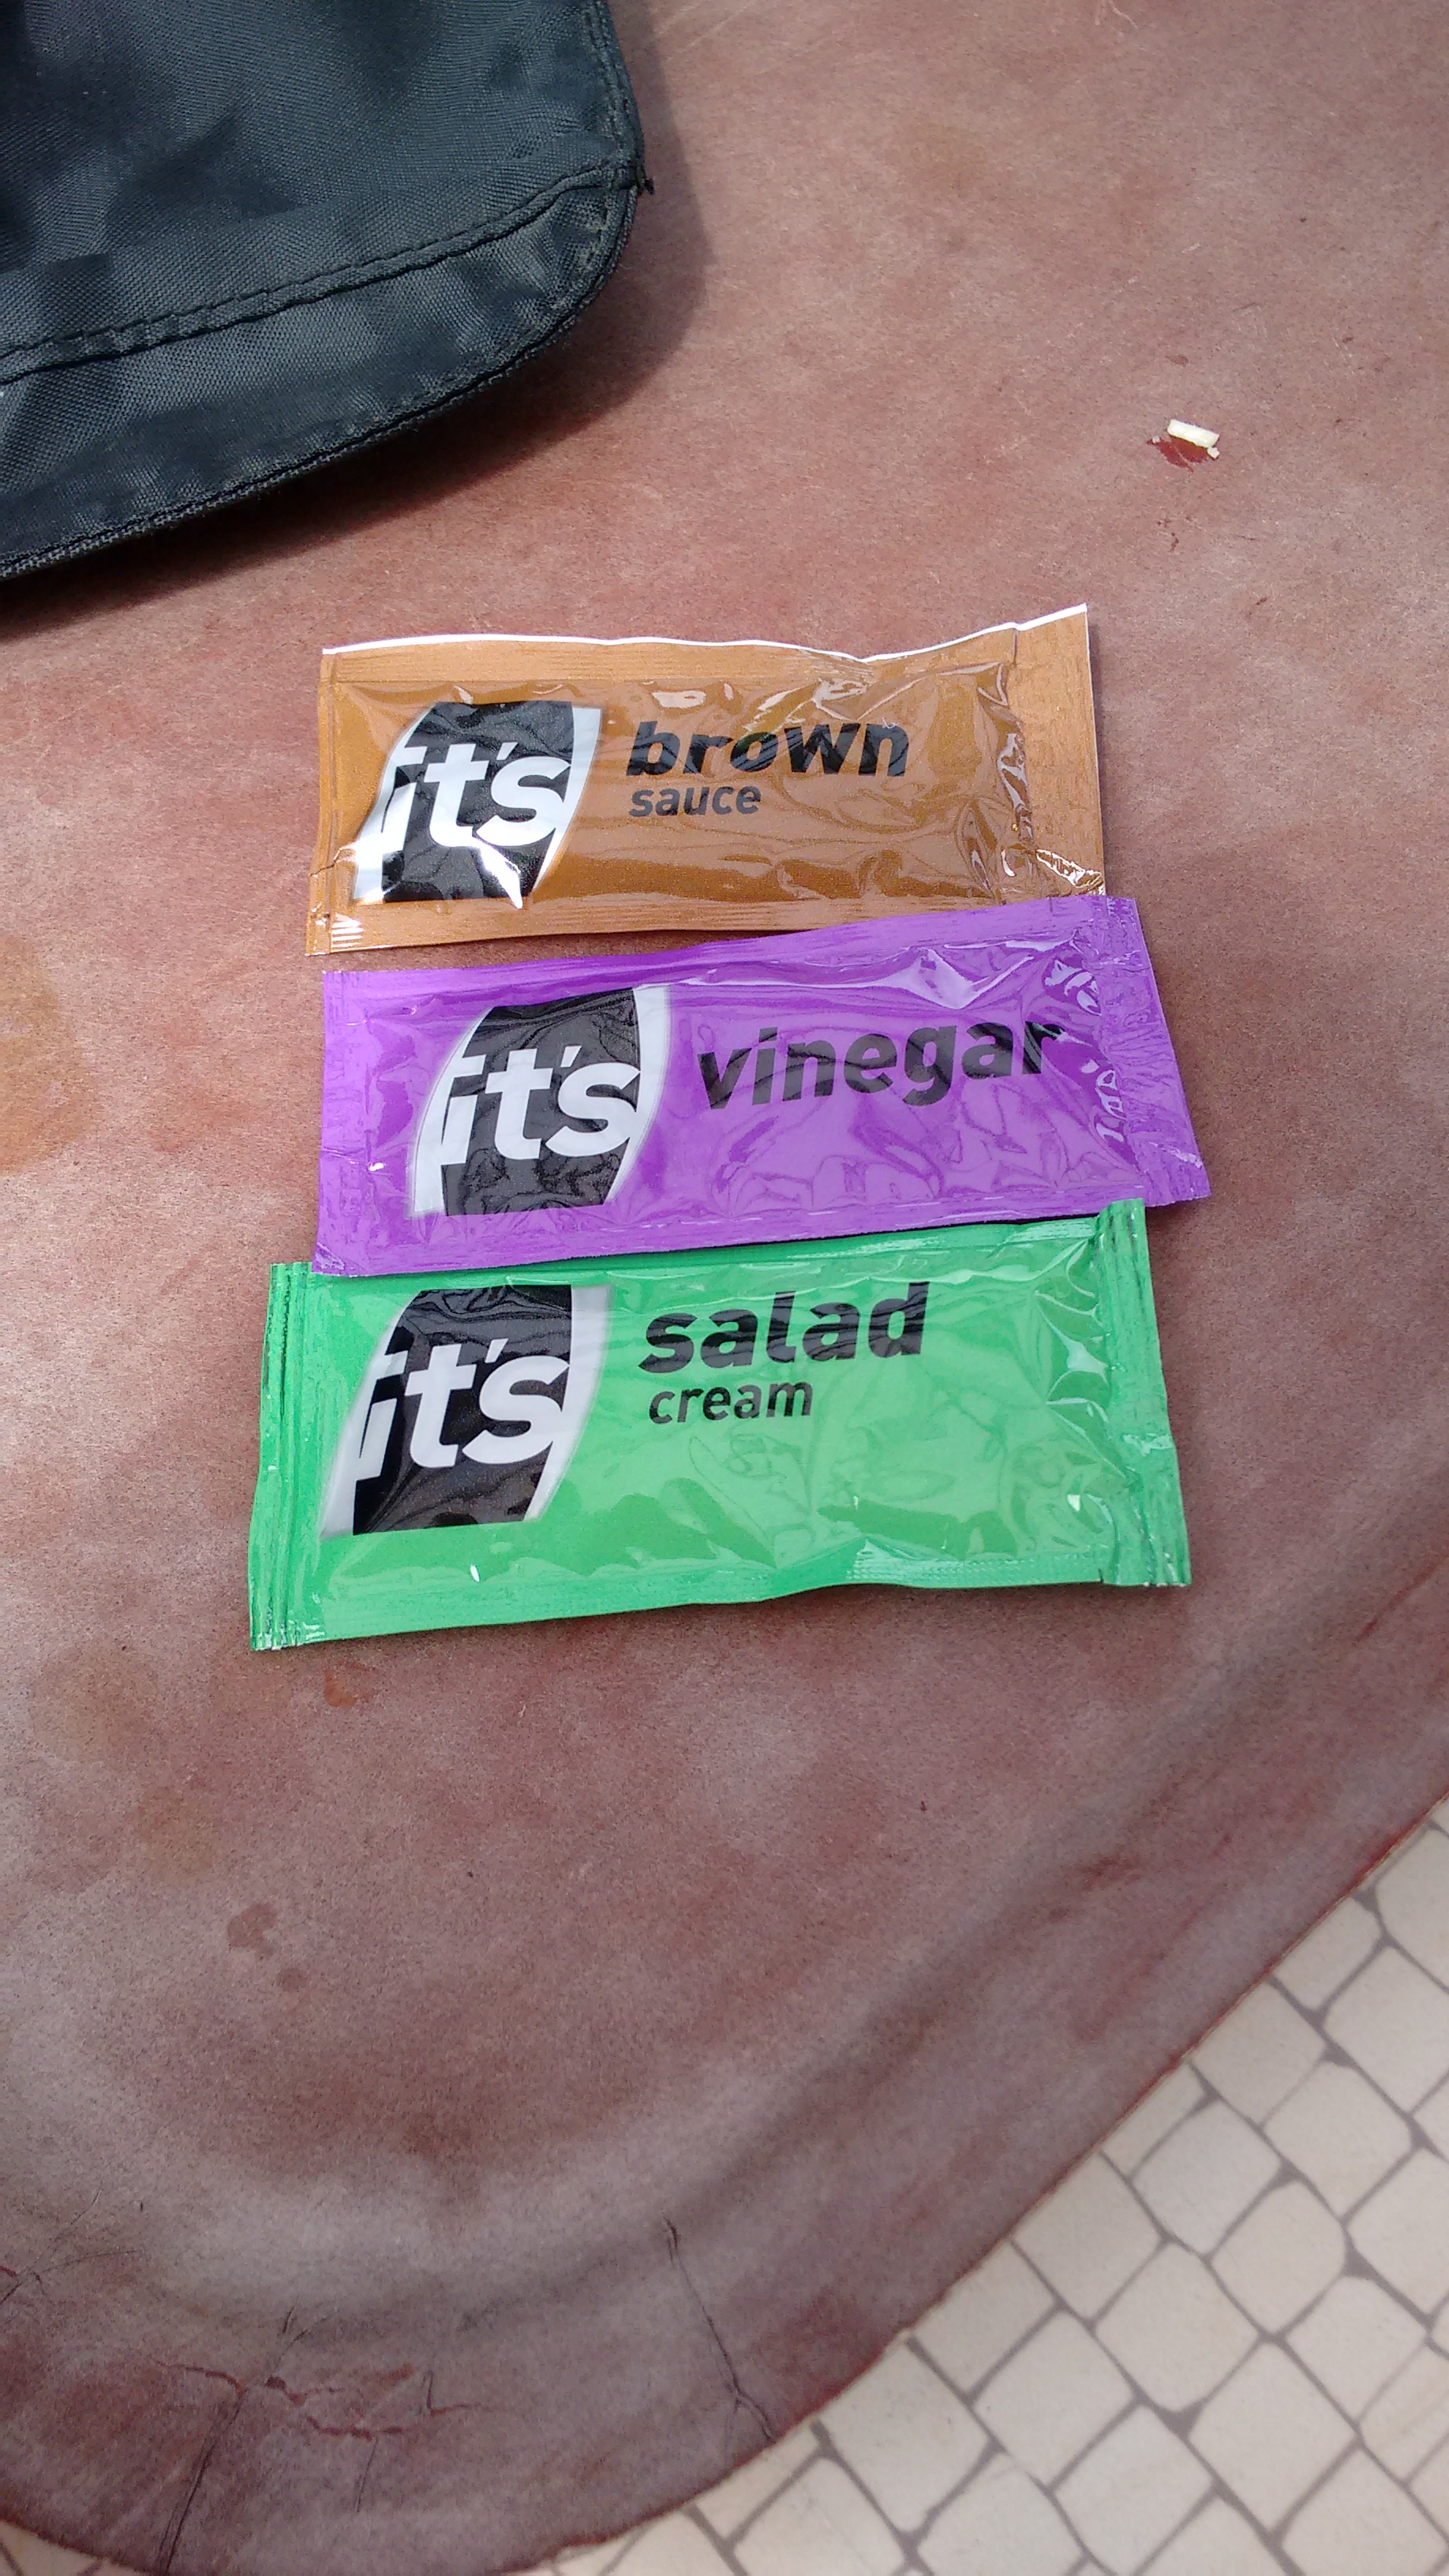 it's
brown
sauce
it's
vinegar
it's
salad
cream